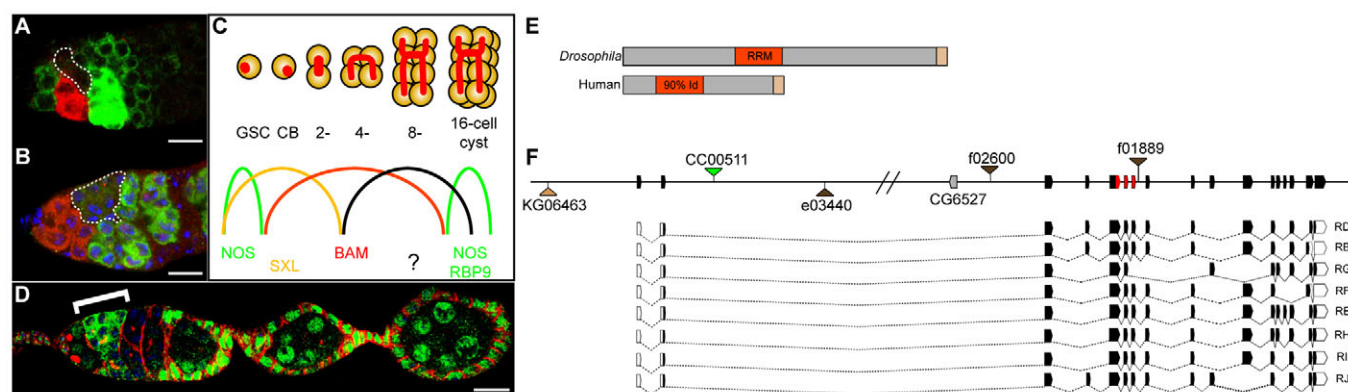 A
B
C
GSC CB 2- 4- 8- 16-cell cyst
NOS
SXL
BAM
?
NOS
RBP9
D
E
Drosophila
RRM
Human
90% Id
F
CC00511
f02600
f01889
KG06463
e03440
CG6527
RD
RB
RG
RF
RE
RH
RI
RJ